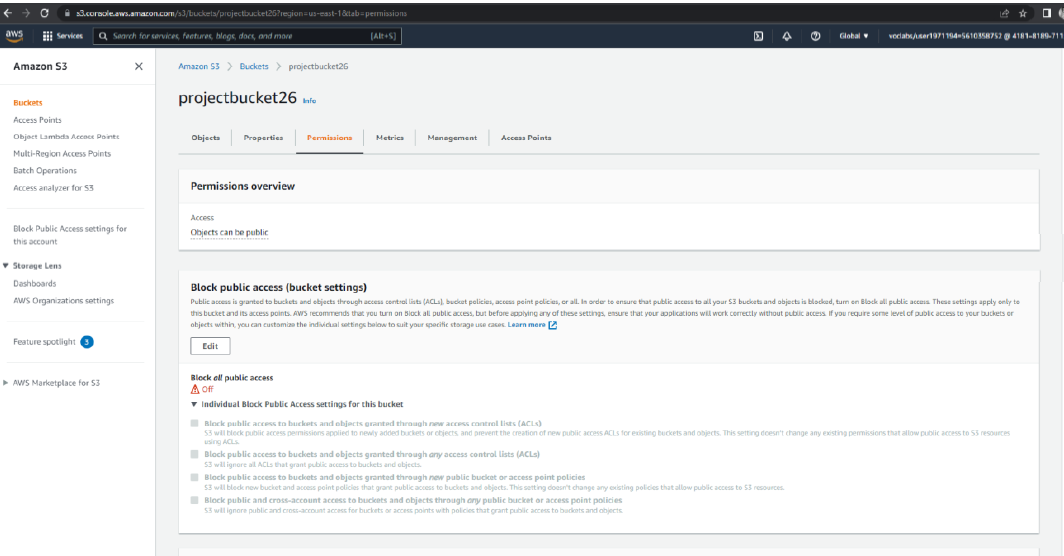 s3.console.aws.amazon.com/s3/buckets/projectbucket26?region=us-east-1&tab=permissions
aws Services Search for services, features, blogs, docs, and more [Alt+S] Global ▼ voclabs/user1971194=5610358752 @ 4181-8189-711
Amazon S3
Buckets
Access Points
Object Lambda Access Points
Multi-Region Access Points
Batch Operations
Access analyzer for S3
Block Public Access settings for
this account
▼ Storage Lens
Dashboards
AWS Organizations settings
Feature spotlight 3
▶ AWS Marketplace for S3
Amazon S3 > Buckets > projectbucket26
projectbucket26 Info
Objects Properties Permissions Metrics Management Access Points
Permissions overview
Access
Objects can be public
Block public access (bucket settings)
Public access is granted to buckets and objects through access control lists (ACLs), bucket policies, access point policies, or all. In order to ensure that public access to all your S3 buckets and objects is blocked, turn on Block all public access. These settings apply only to
this bucket and its access points. AWS recommends that you turn on Block all public access, but before applying any of these settings, ensure that your applications will work correctly without public access. If you require some level of public access to your buckets or
objects within, you can customize the individual settings below to suit your specific storage use cases. Learn more
Edit
Block all public access
Off
▼ Individual Block Public Access settings for this bucket
Block public access to buckets and objects granted through new access control lists (ACLs)
S3 will block public access permissions applied to newly added buckets or objects, and prevent the creation of new public access ACLs for existing buckets and objects. This setting doesn't change any existing permissions that allow public access to S3 resources
using ACLs.
Block public access to buckets and objects granted through any access control lists (ACLs)
S3 will ignore all ACLs that grant public access to buckets and objects.
Block public access to buckets and objects granted through new public bucket or access point policies
S3 will block new bucket and access point policies that grant public access to buckets and objects. This setting doesn't change any existing policies that allow public access to S3 resources.
Block public and cross-account access to buckets and objects through any public bucket or access point policies
S3 will ignore public and cross-account access for buckets or access points with policies that grant public access to buckets and objects.